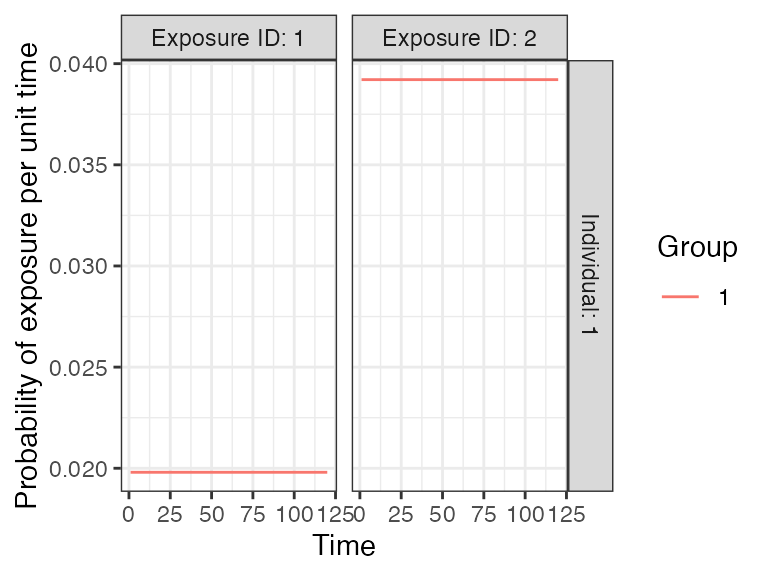 Exposure ID: 1
Exposure ID: 2
Probability of exposure per unit time
0.040
0.035
0.030
0.025
0.020
Individual: 1
Group
1
0 25 50 75 100 125
0 25 50 75 100 125
Time